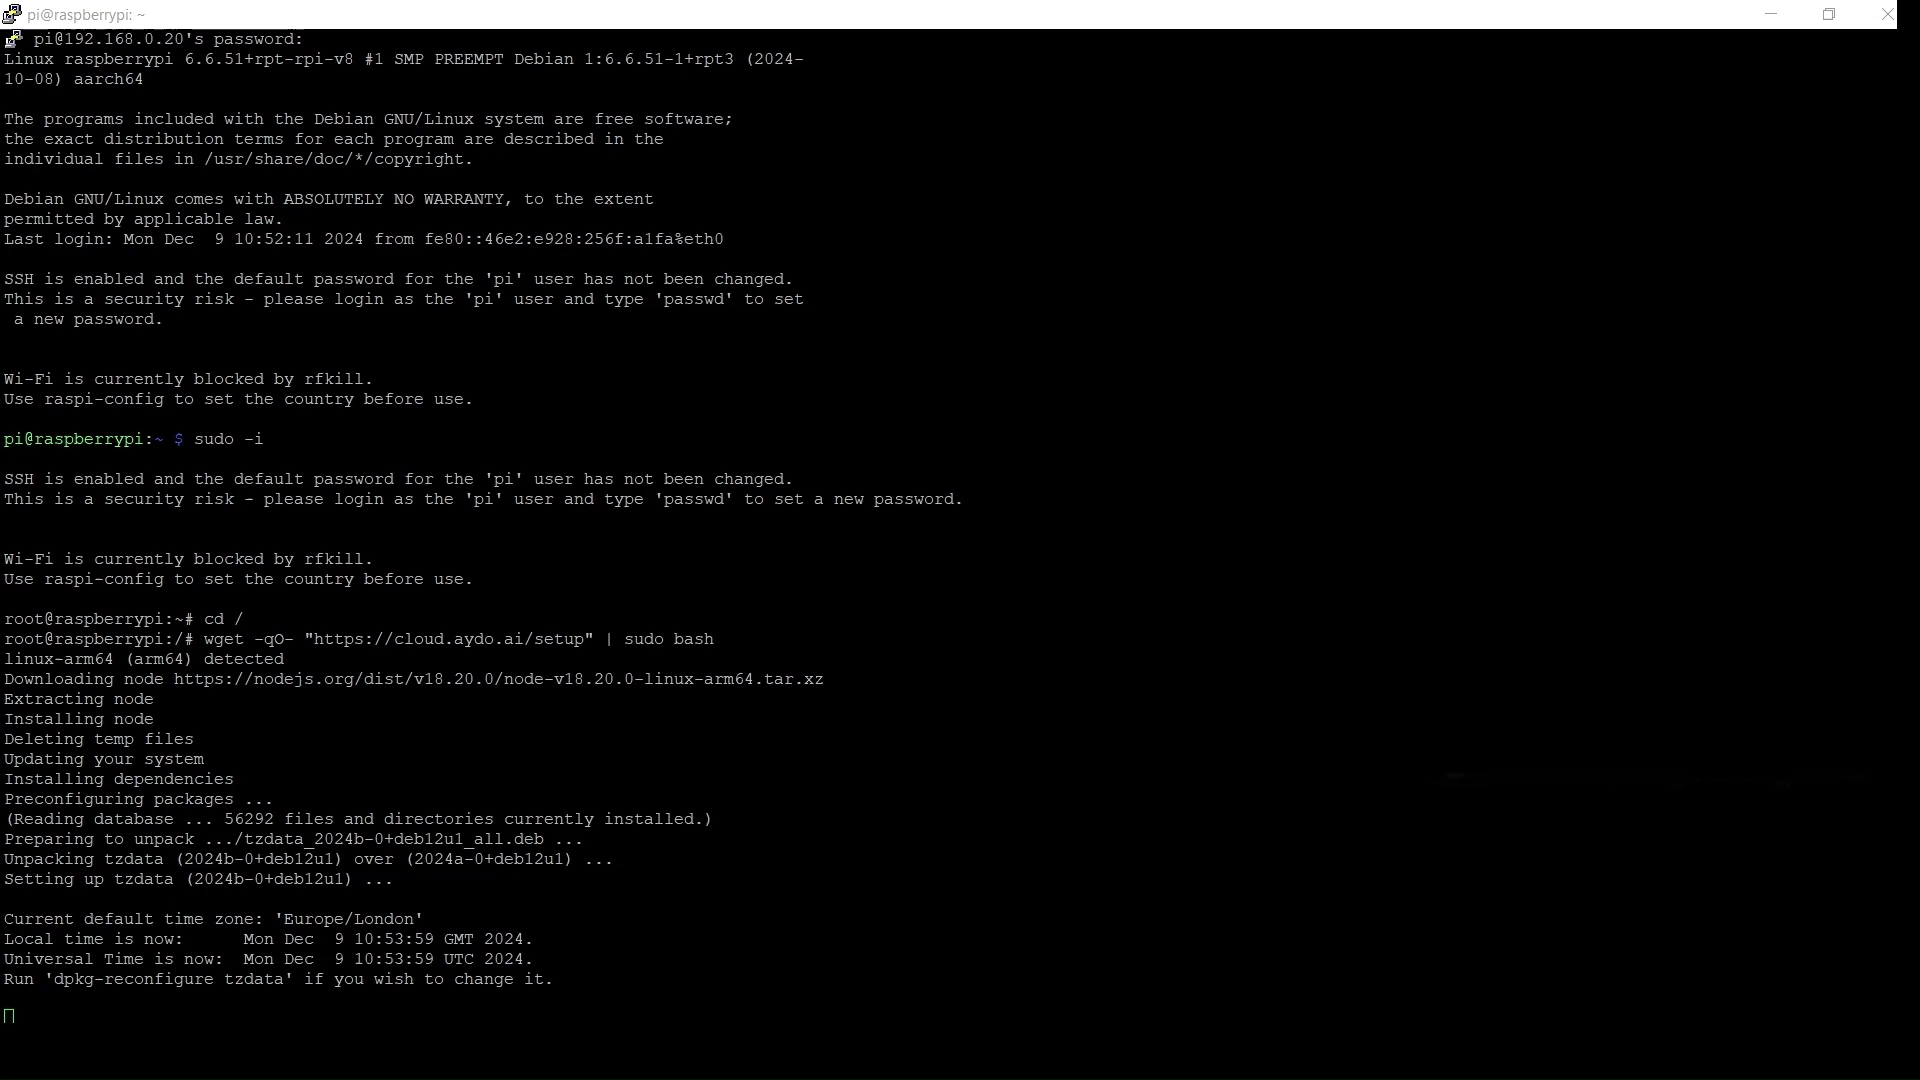 pi@raspberrypi: ~
pi@192.168.0.20's password:
Linux raspberrypi 6.6.51+rpt-rpi-v8 #1 SMP PREEMPT Debian 1:6.6.51-1+rpt3 (2024-
10-08) aarch64
The programs included with the Debian GNU/Linux system are free software;
the exact distribution terms for each program are described in the
individual files in /usr/share/doc/*/copyright.
Debian GNU/Linux comes with ABSOLUTELY NO WARRANTY, to the extent
permitted by applicable law.
Last login: Mon Dec  9 10:52:11 2024 from fe80::46e2:e928:256f:a1fa%eth0
SSH is enabled and the default password for the 'pi' user has not been changed.
This is a security risk - please login as the 'pi' user and type 'passwd' to set
 a new password.
Wi-Fi is currently blocked by rfkill.
Use raspi-config to set the country before use.
pi@raspberrypi:~ $ sudo -i
SSH is enabled and the default password for the 'pi' user has not been changed.
This is a security risk - please login as the 'pi' user and type 'passwd' to set a new password.
Wi-Fi is currently blocked by rfkill.
Use raspi-config to set the country before use.
root@raspberrypi:~# cd /
root@raspberrypi:/# wget -qO- "https://cloud.aydo.ai/setup" | sudo bash
linux-arm64 (arm64) detected
Downloading node https://nodejs.org/dist/v18.20.0/node-v18.20.0-linux-arm64.tar.xz
Extracting node
Installing node
Deleting temp files
Updating your system
Installing dependencies
Preconfiguring packages ...
(Reading database ... 56292 files and directories currently installed.)
Preparing to unpack .../tzdata_2024b-0+deb12u1_all.deb ...
Unpacking tzdata (2024b-0+deb12u1) over (2024a-0+deb12u1) ...
Setting up tzdata (2024b-0+deb12u1) ...
Current default time zone: 'Europe/London'
Local time is now:      Mon Dec  9 10:53:59 GMT 2024.
Universal Time is now:  Mon Dec  9 10:53:59 UTC 2024.
Run 'dpkg-reconfigure tzdata' if you wish to change it.